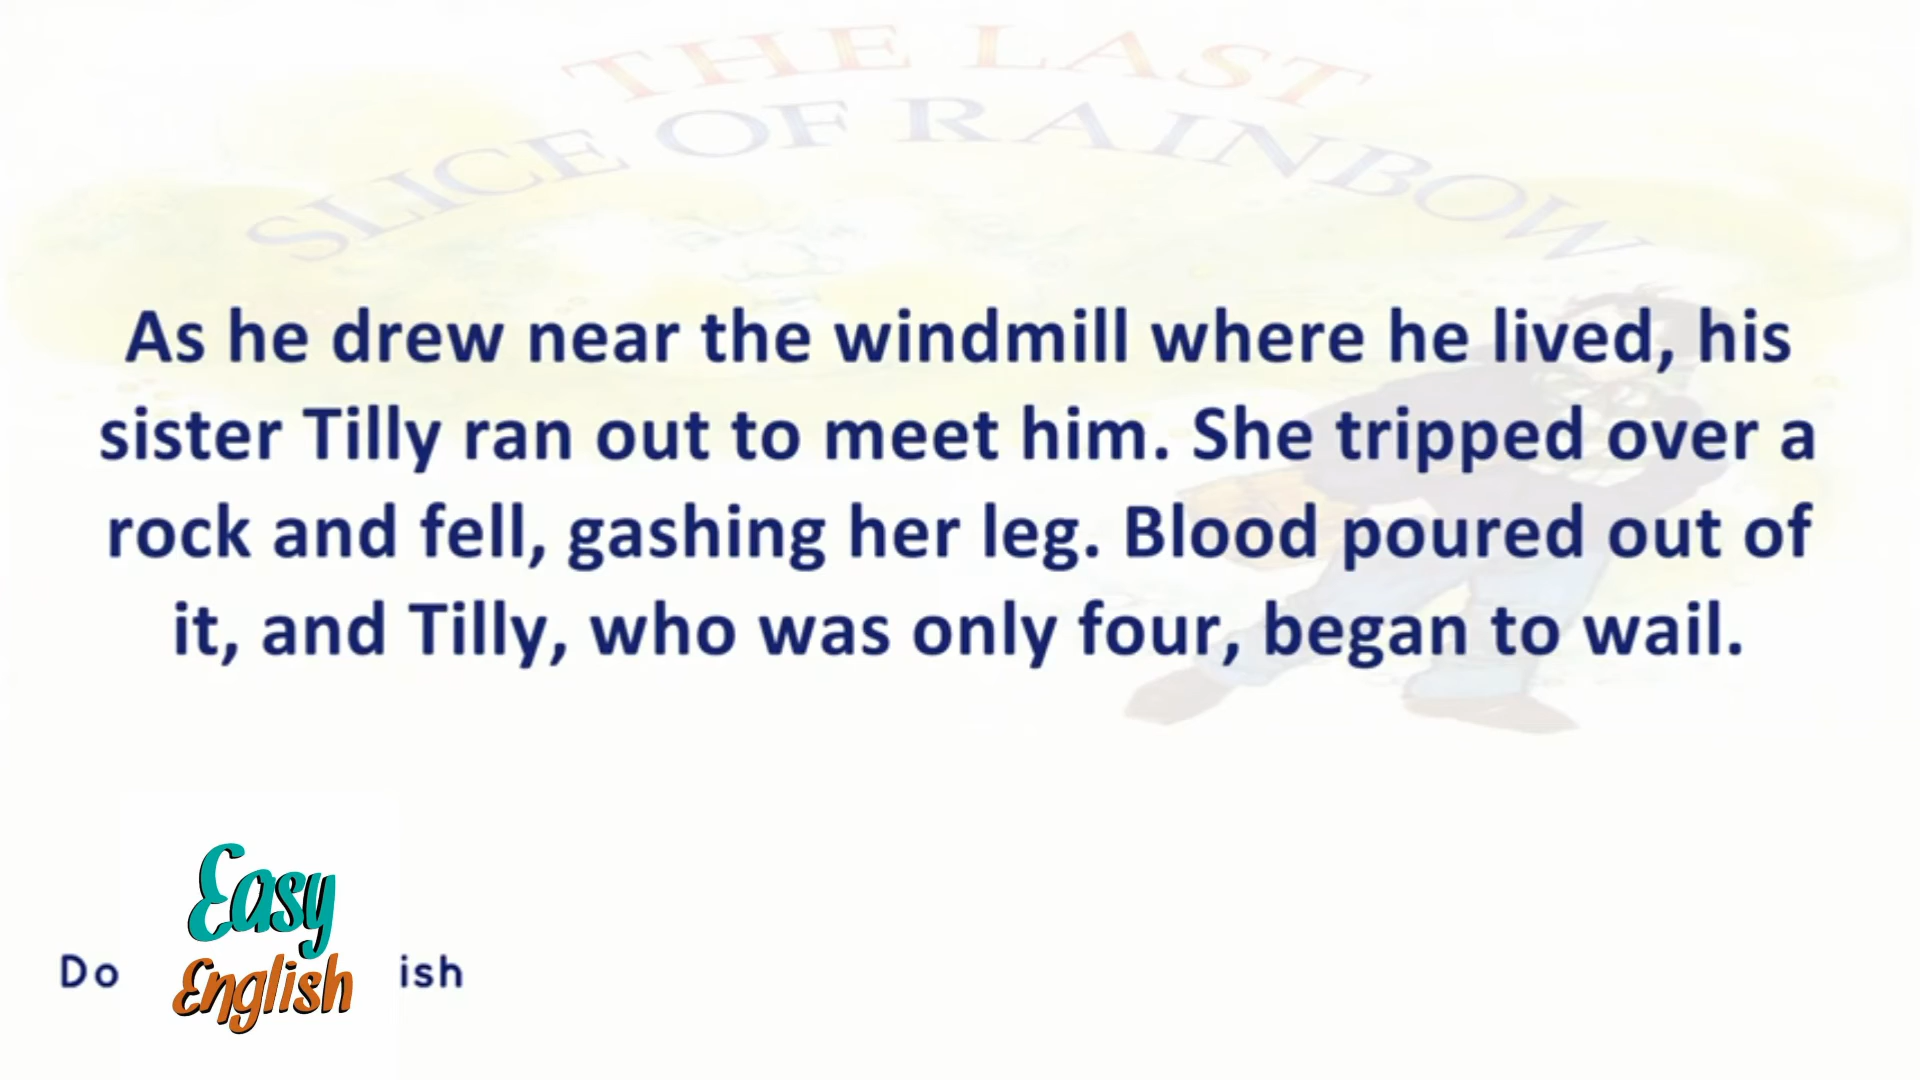 THE LAST
SLICE OF RAINBOW
As he drew near the windmill where he lived, his
sister Tilly ran out to meet him. She tripped over a
rock and fell, gashing her leg. Blood poured out of
it, and Tilly, who was only four, began to wail.
Easy
English
Do ish